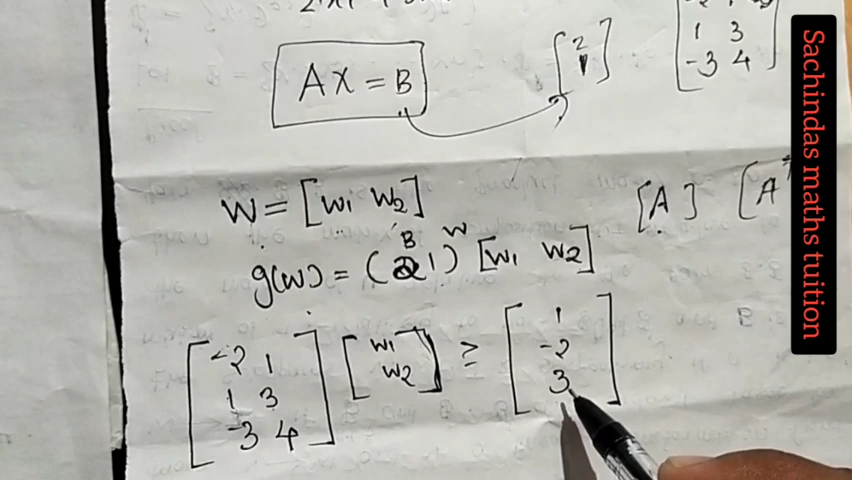 AX = B
[2
1]
1 3
-3 4
W = [w1 w2]
[A] [A
B W
g(w) = (2 1) [w1 w2]
[-2 1
1 3
-3 4] [w1
w2] ≥ [1
-2
3]
Sachindas maths tuition